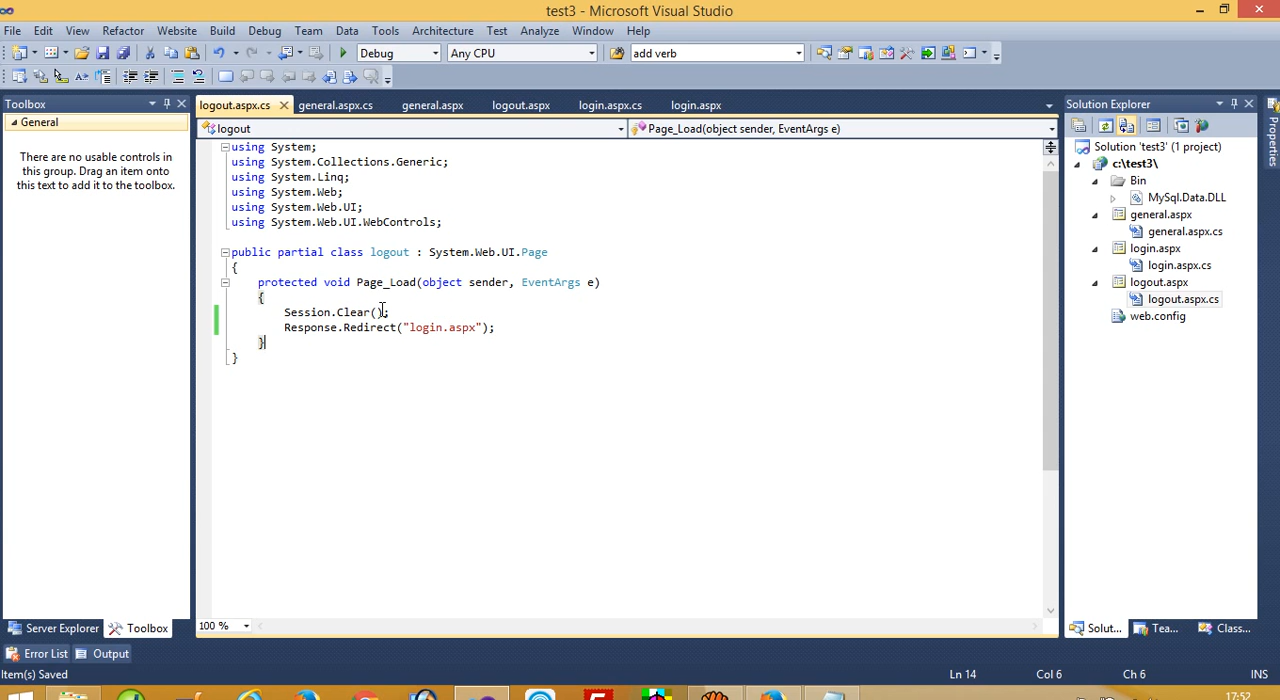 test3 - Microsoft Visual Studio
File Edit View Refactor Website Build Debug Team Data Tools Architecture Test Analyze Window Help
Debug Any CPU add verb
Toolbox
General
There are no usable controls in
this group. Drag an item onto
this text to add it to the toolbox.
Server Explorer Toolbox
logout.aspx.cs general.aspx.cs general.aspx logout.aspx login.aspx.cs login.aspx
logout Page_Load(object sender, EventArgs e)
using System;
using System.Collections.Generic;
using System.Linq;
using System.Web;
using System.Web.UI;
using System.Web.UI.WebControls;
public partial class logout : System.Web.UI.Page
{
protected void Page_Load(object sender, EventArgs e)
{
Session.Clear();
Response.Redirect("login.aspx");
}
}
100 %
Solution Explorer
Solution 'test3' (1 project)
c:\test3\
Bin
MySql.Data.DLL
general.aspx
general.aspx.cs
login.aspx
login.aspx.cs
logout.aspx
logout.aspx.cs
web.config
Solut... Tea... Class...
Properties
Error List Output
Item(s) Saved Ln 14 Col 6 Ch 6 INS
17:52